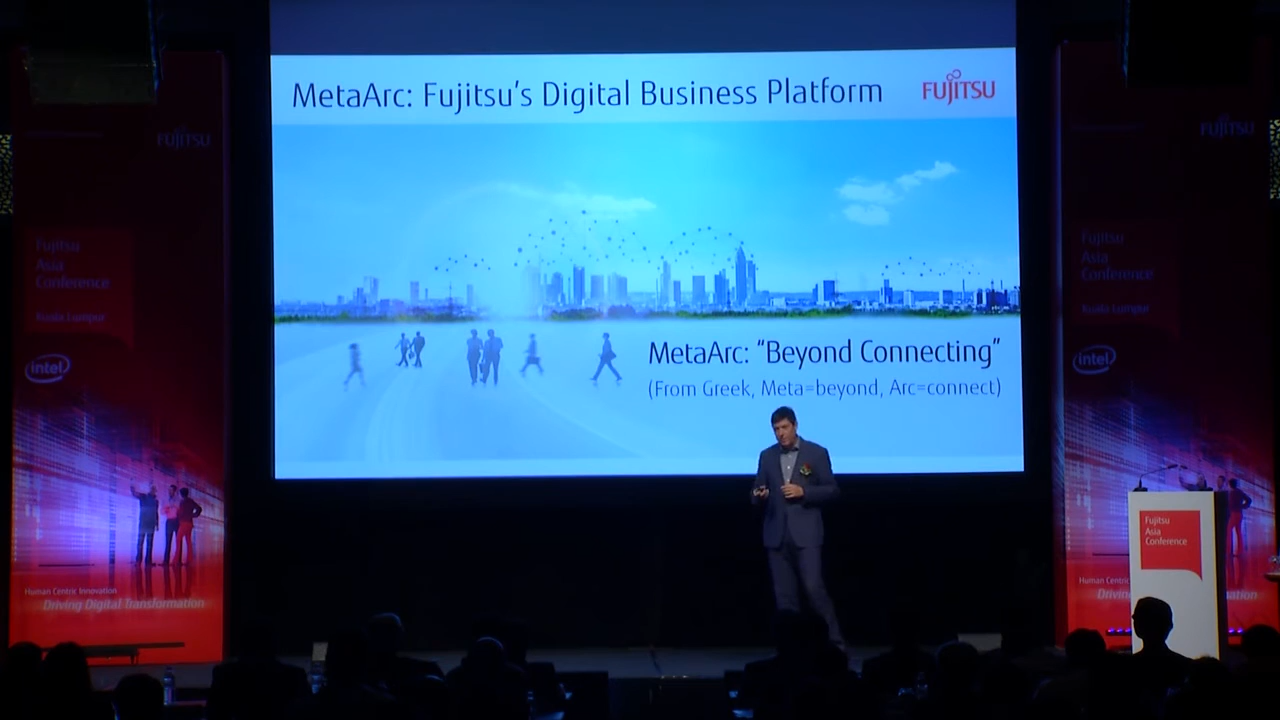 MetaArc: Fujitsu's Digital Business Platform
FUJITSU
MetaArc: "Beyond Connecting"
(From Greek, Meta=beyond, Arc=connect)
FUJITSU
Fujitsu
Asia
Conference
Kuala Lumpur
intel
Human Centric Innovation
Driving Digital Transformation
FUJITSU
Fujitsu
Asia
Conference
Kuala Lumpur
intel
Human Centric
Fujitsu
Asia
Conference